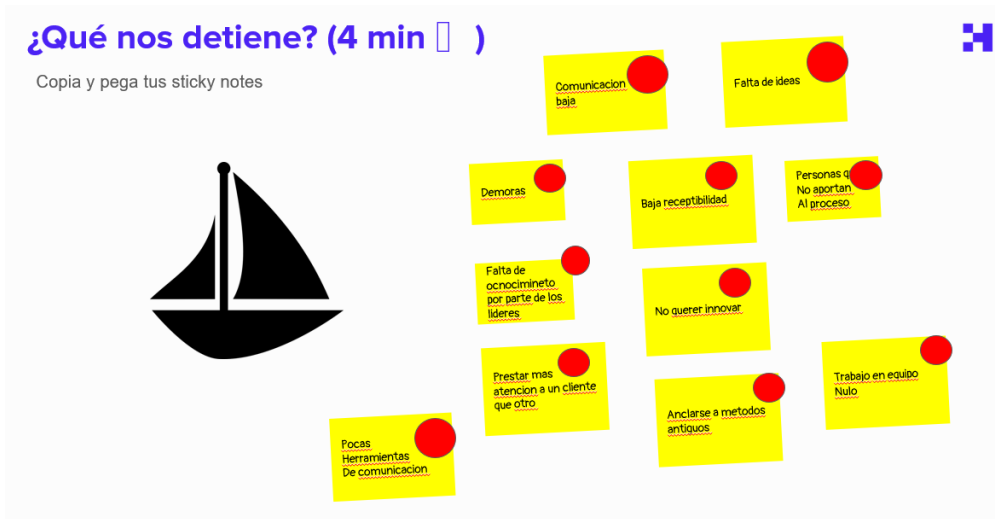 ¿Qué nos detiene? (4 min )
Copia y pega tus sticky notes
Comunicacion
baja
Falta de ideas
Demoras
Baja receptibilidad
Personas
No aportan
Al proceso
Falta de
ocnocimineto
por parte de los
lideres
No querer innovar
Prestar mas
atencion a un cliente
que otro
Anclarse a metodos
antiguos
Trabajo en equipo
Nulo
Pocas
Herramientas
De comunicacion